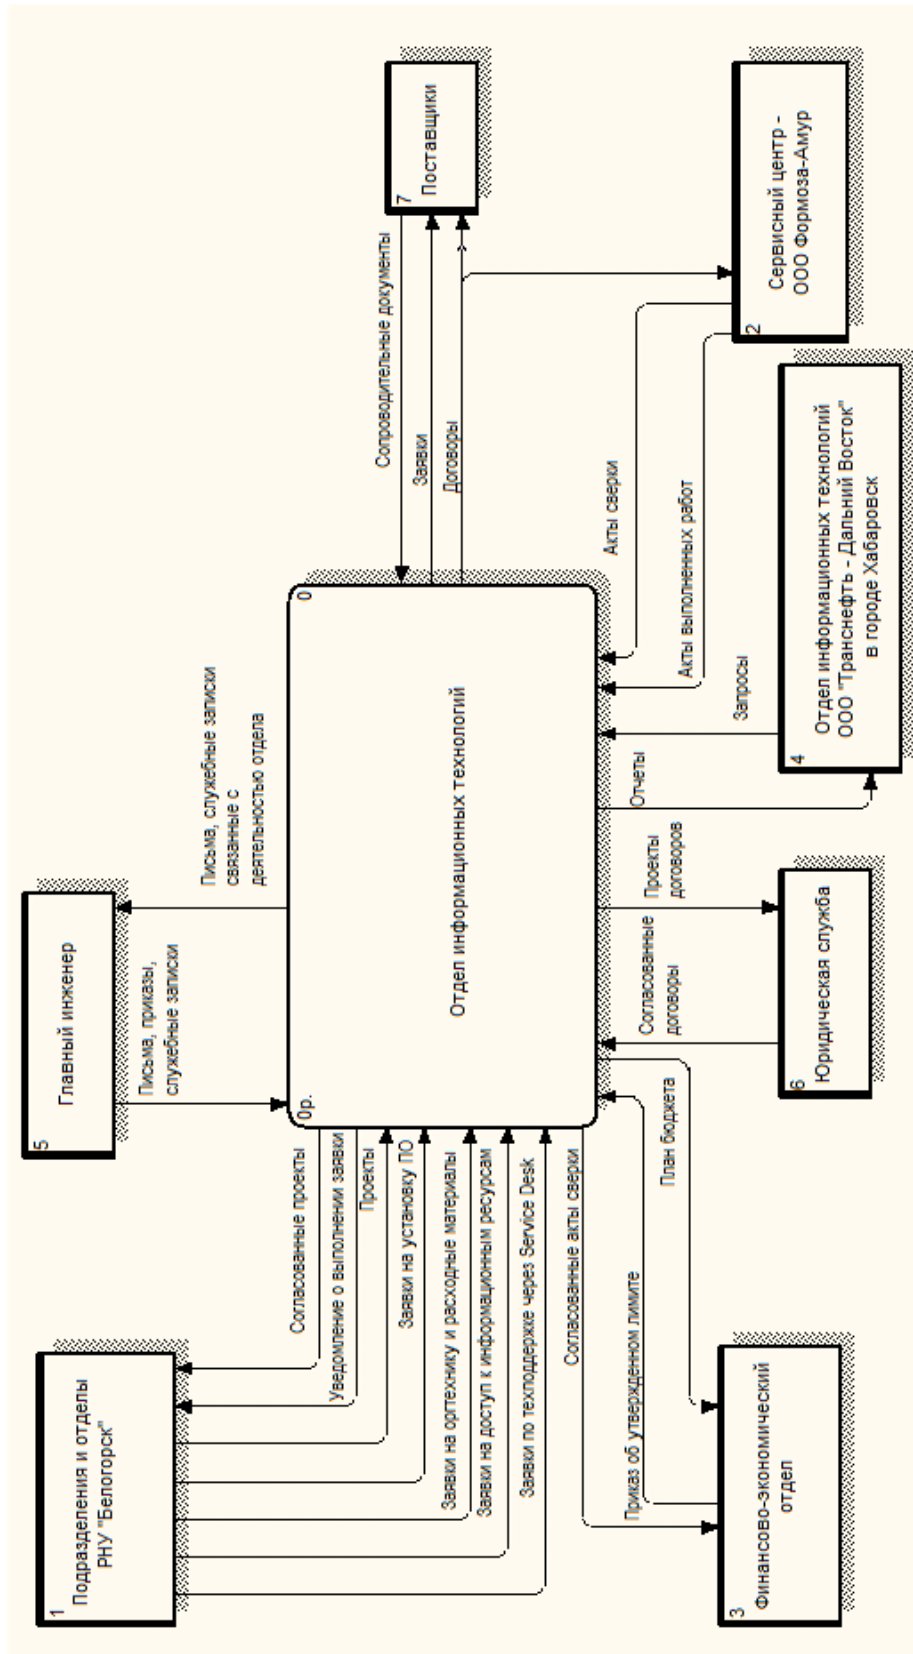 1
Подразделения и отделы
РНУ "Белогорск"
5
Главный инженер
7
Поставщики
Письма, приказы,
служебные записки
Письма, служебные записки
связанные с
деятельностью отдела
Согласованные проекты
Уведомление о выполнении заявки
Проекты
Заявки на установку ПО
Заявки на оргтехнику и расходные материалы
Заявки на доступ к информационным ресурсам
Заявки по техподдержке через Service Desk
Согласованные акты сверки
0р.
0
Отдел информационных технологий
Сопроводительные документы
Заявки
Договоры
Приказ об утвержденном лимите
План бюджета
Согласованные
договоры
Проекты
договоров
Отчеты
Запросы
Акты выполненных работ
Акты сверки
3
Финансово-экономический
отдел
6
Юридическая служба
4
Отдел информационных технологий
ООО "Транснефть - Дальний Восток"
в городе Хабаровск
2
Сервисный центр -
ООО Формоза-Амур